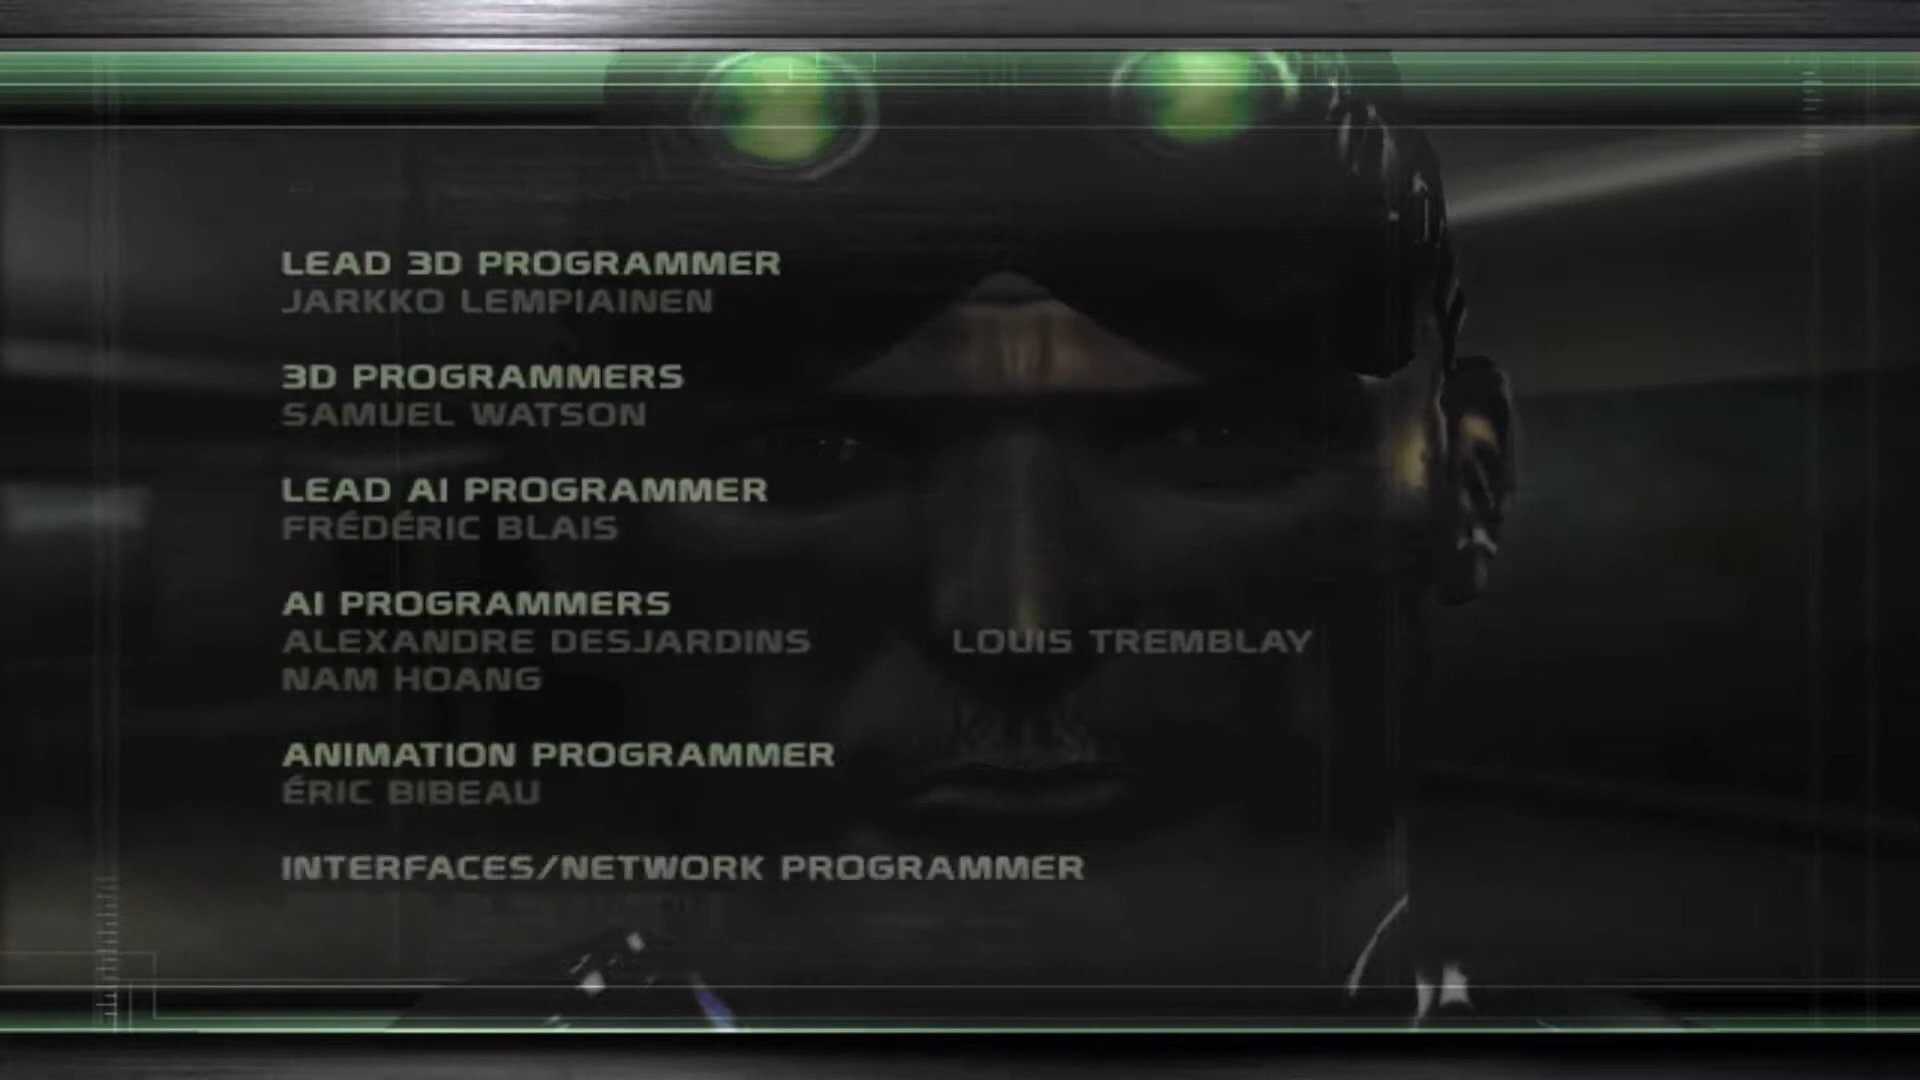 LEAD 3D PROGRAMMER
JARKKO LEMPIAINEN
3D PROGRAMMERS
SAMUEL WATSON
LEAD AI PROGRAMMER
FRÉDÉRIC BLAIS
AI PROGRAMMERS
ALEXANDRE DESJARDINS LOUIS TREMBLAY
NAM HOANG
ANIMATION PROGRAMMER
ÉRIC BIBEAU
INTERFACES/NETWORK PROGRAMMER